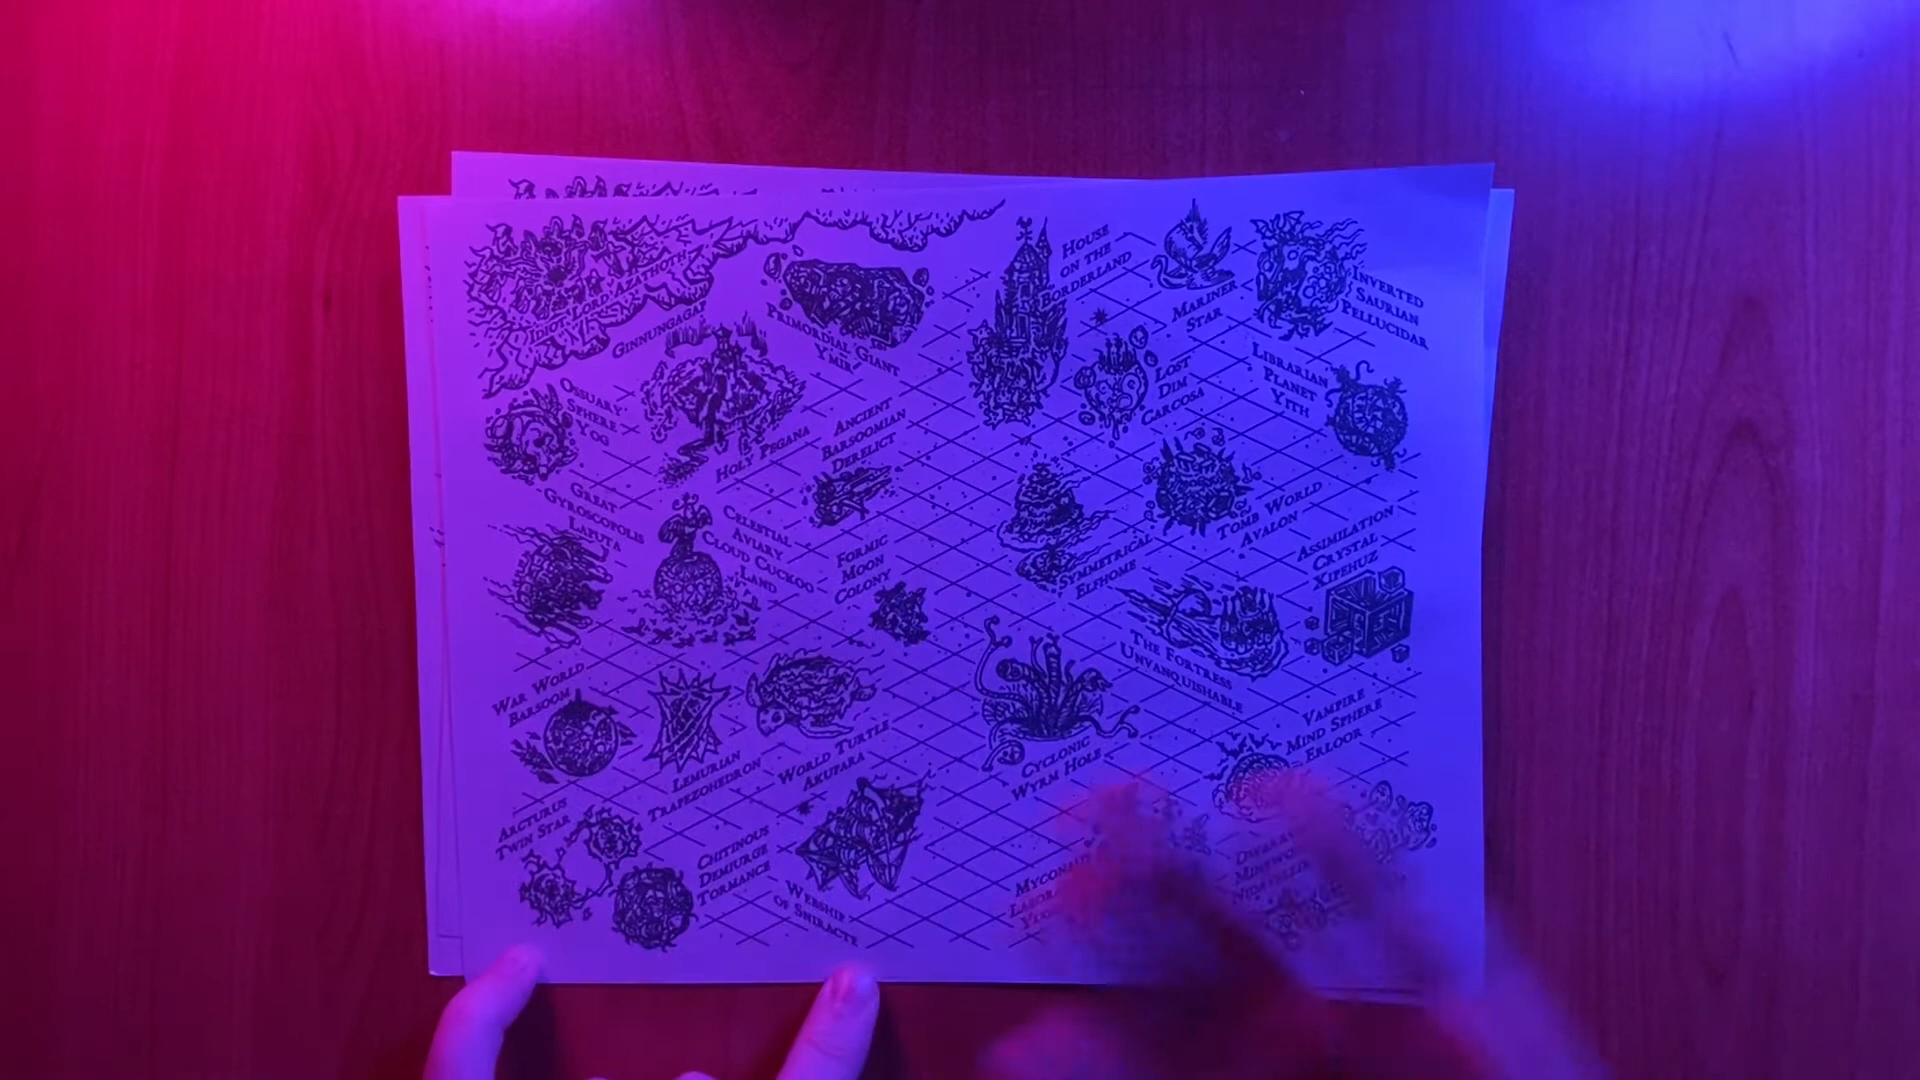 Idiot Lord Azathoth
Ginnungagap
Primordial Giant
Ymir
House
on the
Borderland
Mariner
Star
Inverted
Saurian
Pellucidar
Ossuary
Sphere
Yog
Holy Pegana
Ancient
Barsoomian
Derelict
Lost
Dim
Carcosa
Librarian
Planet
Yith
Great
Gyroscopolis
Laputa
Celestial
Aviary
Cloud Cuckoo
Land
Formic
Moon
Colony
Symmetrical
Elfhome
Tomb World
Avalon
Assimilation
Crystal
Xipehuz
War World
Barsoom
Lemurian
Trapezohedron
World Turtle
Akupara
Cyclonic
Wyrm Hole
The Fortress
Unvanquishable
Vampire
Mind Sphere
Erloor
Arcturus
Twin Star
Chitinous
Demiurge
Tormance
Warship
of Sniracte